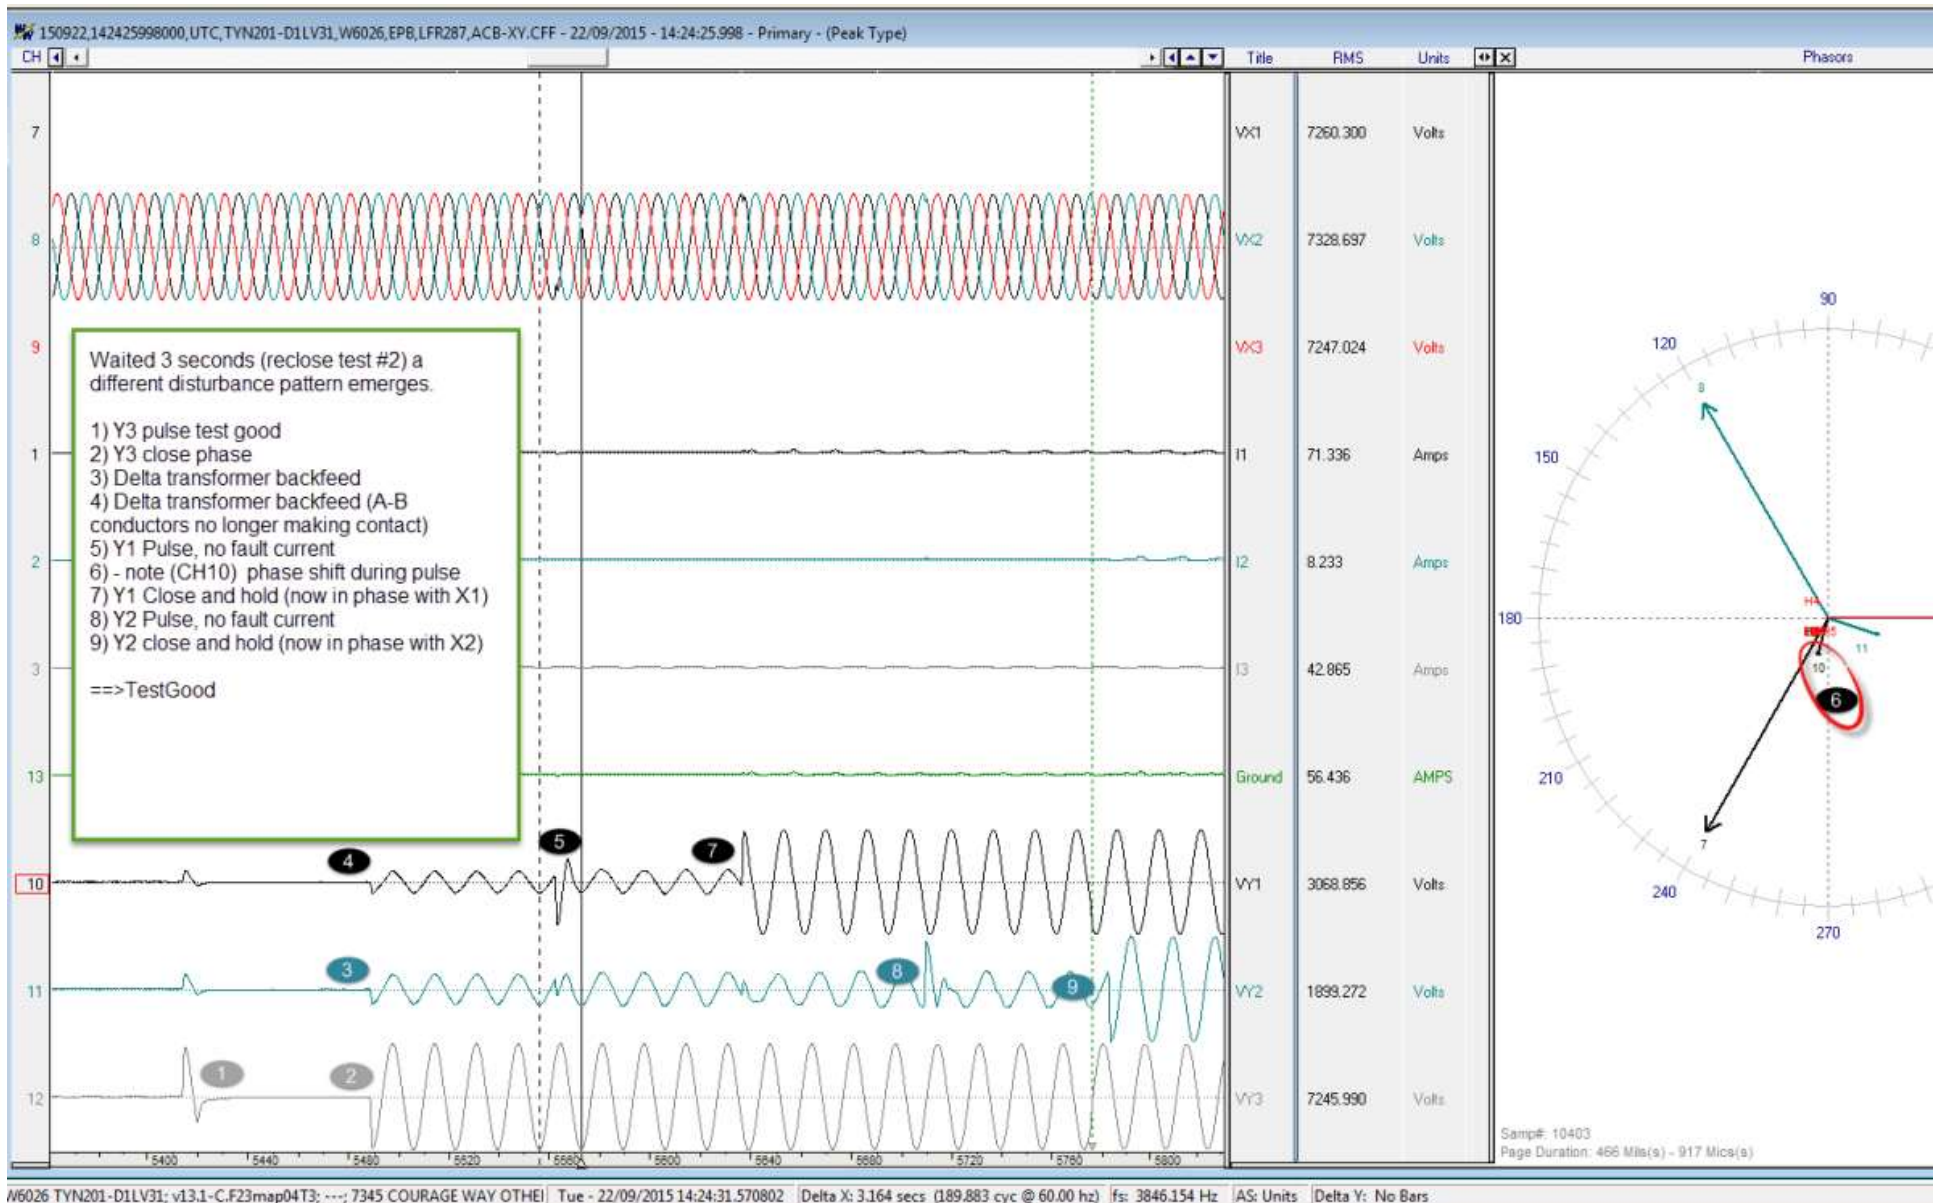 150922,142425998000,UTC,TYN201-D1LV31,W6026,EPB,LFR287,ACB-XY.CFF - 22/09/2015 - 14:24:25.998 - Primary - (Peak Type)
CH Title RMS Units Phasors
7 VX1 7260.300 Volts
8 VX2 7328.697 Volts
9 VX3 7247.024 Volts
Waited 3 seconds (reclose test #2) a
different disturbance pattern emerges.
1) Y3 pulse test good
2) Y3 close phase
3) Delta transformer backfeed
4) Delta transformer backfeed (A-B
conductors no longer making contact)
5) Y1 Pulse, no fault current
6) - note (CH10) phase shift during pulse
7) Y1 Close and hold (now in phase with X1)
8) Y2 Pulse, no fault current
9) Y2 close and hold (now in phase with X2)
==>TestGood
1 I1 71.336 Amps
2 I2 8.233 Amps
3 I3 42.865 Amps
13 Ground 56.436 AMPS
4 5 7
10 VY1 3068.856 Volts
3 8 9
11 VY2 1899.272 Volts
1 2
12 VY3 7245.990 Volts
5400 5440 5480 5520 5560 5600 5640 5680 5720 5760 5800
90
120
8
150
180
H4
11
10
6
210
7
240
270
Samp#: 10403
Page Duration: 466 Mils(s) - 917 Mics(s)
W6026 TYN201-D1LV31; v13.1-C.F23map04T3; ---; 7345 COURAGE WAY OTHE Tue - 22/09/2015 14:24:31.570802 Delta X: 3.164 secs (189.883 cyc @ 60.00 hz) fs: 3846.154 Hz AS: Units Delta Y: No Bars